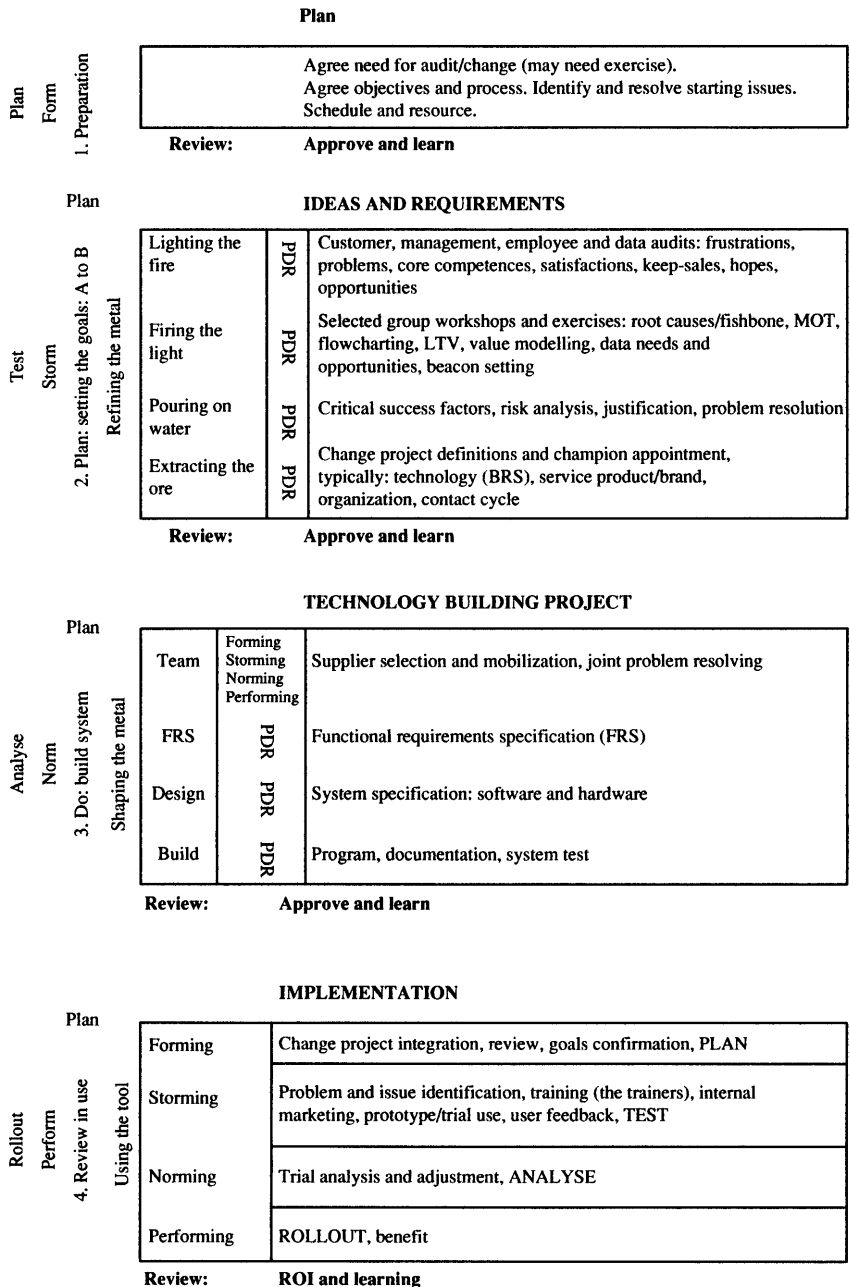 Plan
Plan
Form
1. Preparation
Agree need for audit/change (may need exercise).
Agree objectives and process. Identify and resolve starting issues.
Schedule and resource.
Review: Approve and learn
Plan
IDEAS AND REQUIREMENTS
Test
Storm
2. Plan: setting the goals: A to B
Refining the metal
Lighting the
fire
PDR
Customer, management, employee and data audits: frustrations,
problems, core competences, satisfactions, keep-sales, hopes,
opportunities
Firing the
light
PDR
Selected group workshops and exercises: root causes/fishbone, MOT,
flowcharting, LTV, value modelling, data needs and
opportunities, beacon setting
Pouring on
water
PDR
Critical success factors, risk analysis, justification, problem resolution
Extracting the
ore
PDR
Change project definitions and champion appointment,
typically: technology (BRS), service product/brand,
organization, contact cycle
Review: Approve and learn
TECHNOLOGY BUILDING PROJECT
Plan
Analyse
Norm
3. Do: build system
Shaping the metal
Team
Forming
Storming
Norming
Performing
Supplier selection and mobilization, joint problem resolving
FRS
PDR
Functional requirements specification (FRS)
Design
PDR
System specification: software and hardware
Build
PDR
Program, documentation, system test
Review: Approve and learn
IMPLEMENTATION
Plan
Rollout
Perform
4. Review in use
Using the tool
Forming
Change project integration, review, goals confirmation, PLAN
Storming
Problem and issue identification, training (the trainers), internal
marketing, prototype/trial use, user feedback, TEST
Norming
Trial analysis and adjustment, ANALYSE
Performing
ROLLOUT, benefit
Review: ROI and learning